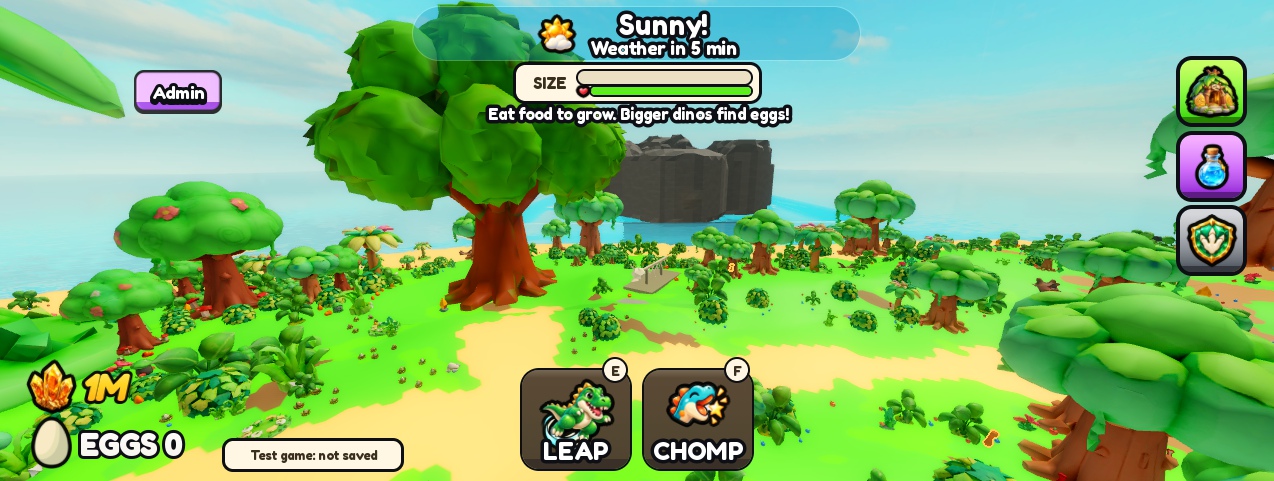 Sunny!
Weather in 5 min
Admin
SIZE
Eat food to grow. Bigger dinos find eggs!
1M
EGGS 0
Test game: not saved
E
LEAP
F
CHOMP